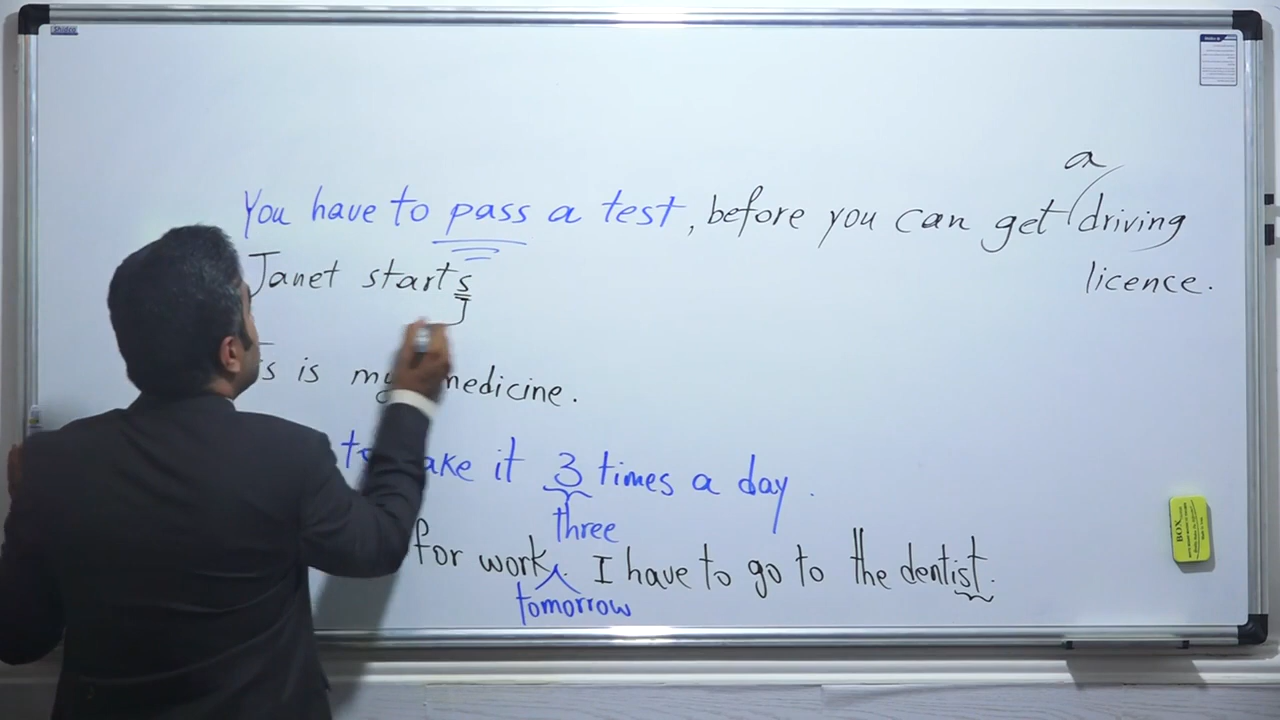 a
You have to pass a test, before you can get driving
licence.
Janet starts
is my medicine.
it 3 times a day.
three
for work. I have to go to the dentist.
tomorrow
BOX